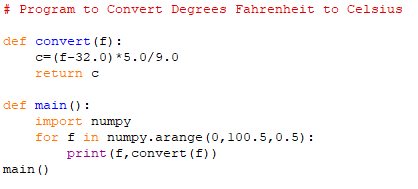 # Program to Convert Degrees Fahrenheit to Celsius
def convert(f):
    c=(f-32.0)*5.0/9.0
    return c
def main():
    import numpy
    for f in numpy.arange(0,100.5,0.5):
        print(f,convert(f))
main()